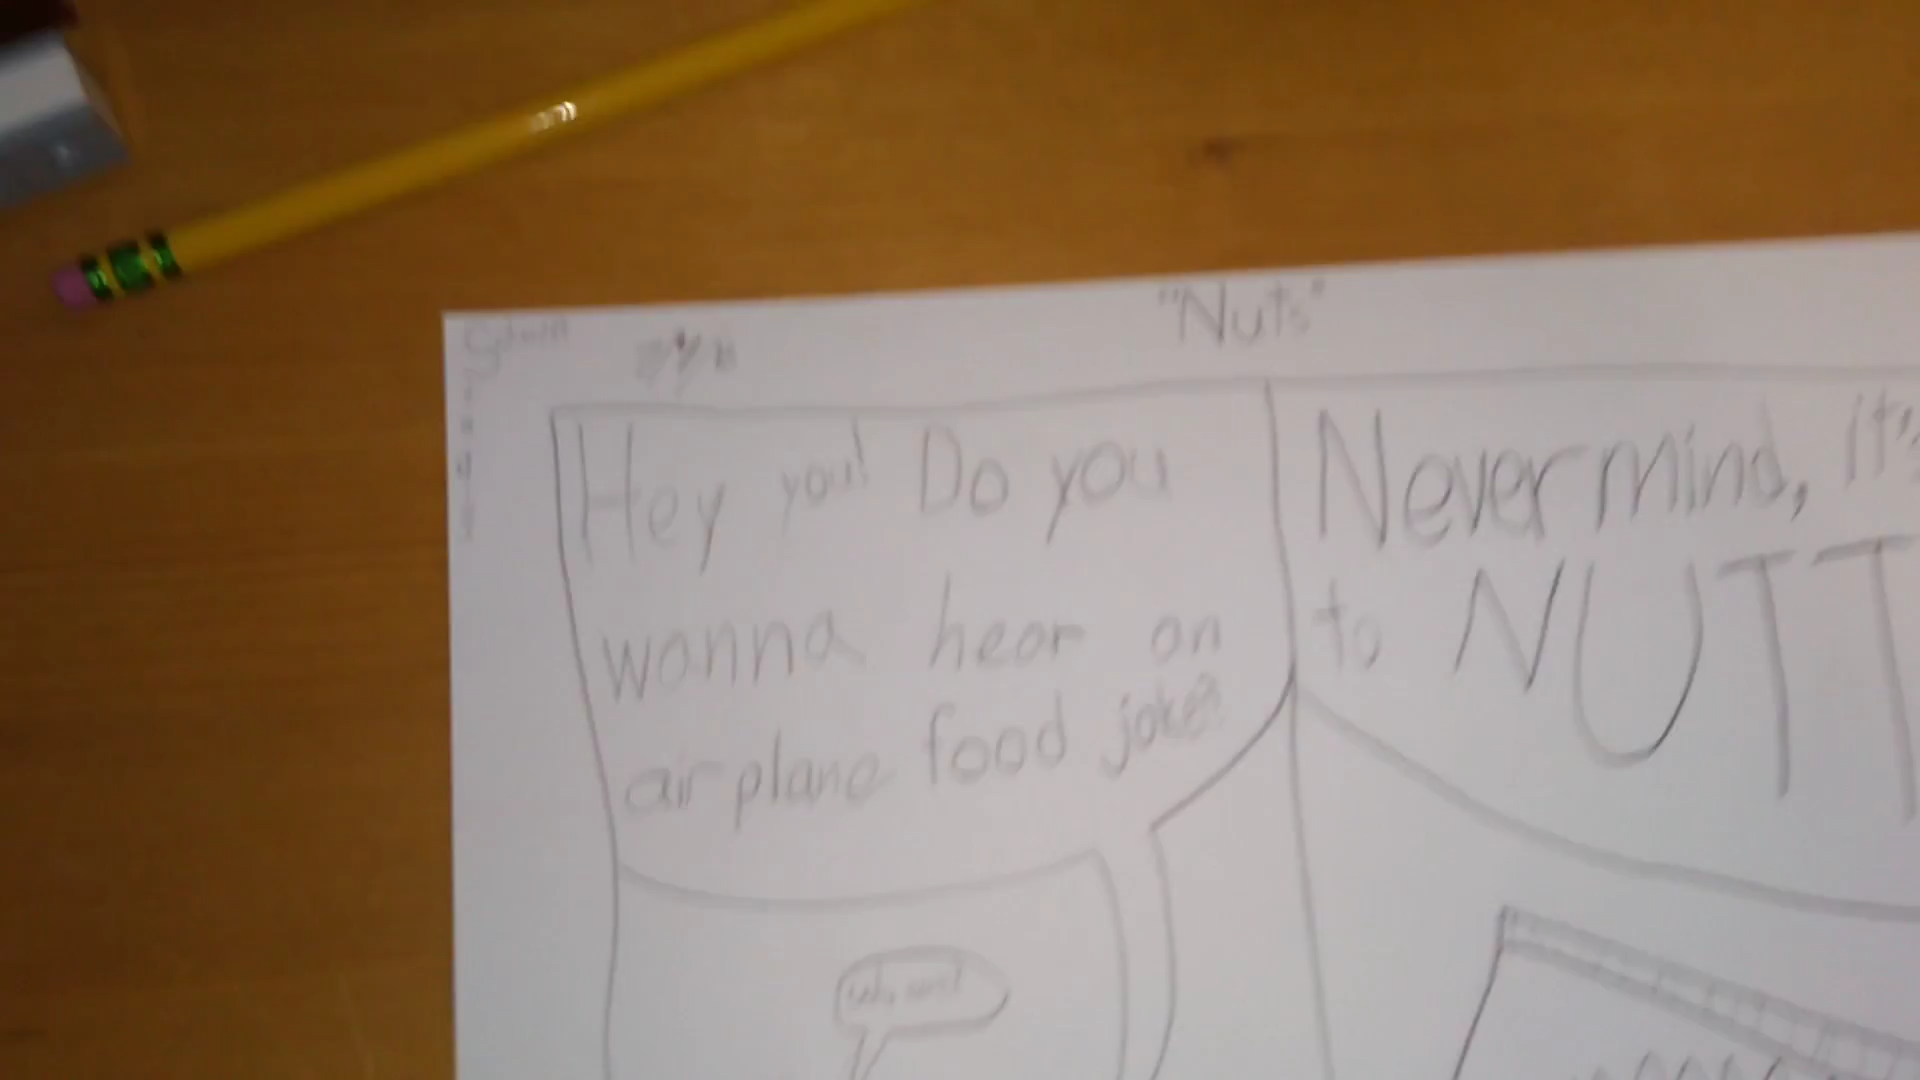 "Nuts"
Hey you! Do you
wanna hear an
airplane food joke?
Nevermind, it's
to NUTT